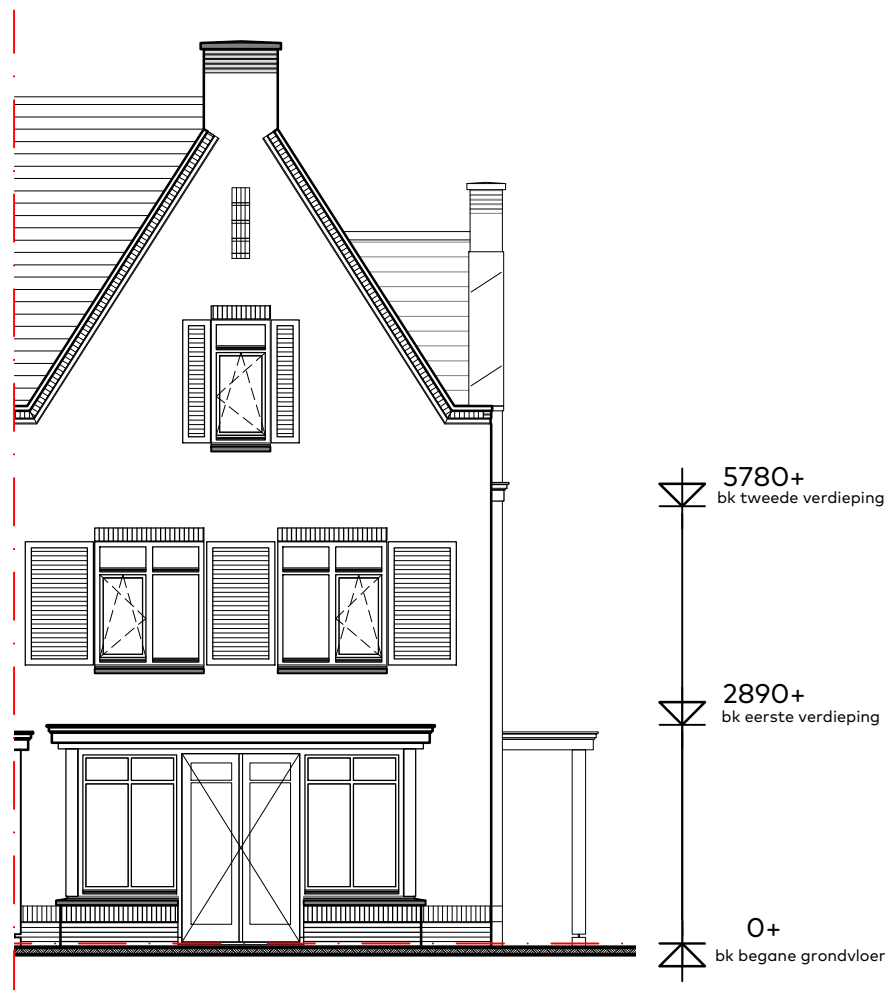 5780+
bk tweede verdieping
2890+
bk eerste verdieping
0+
bk begane grondvloer